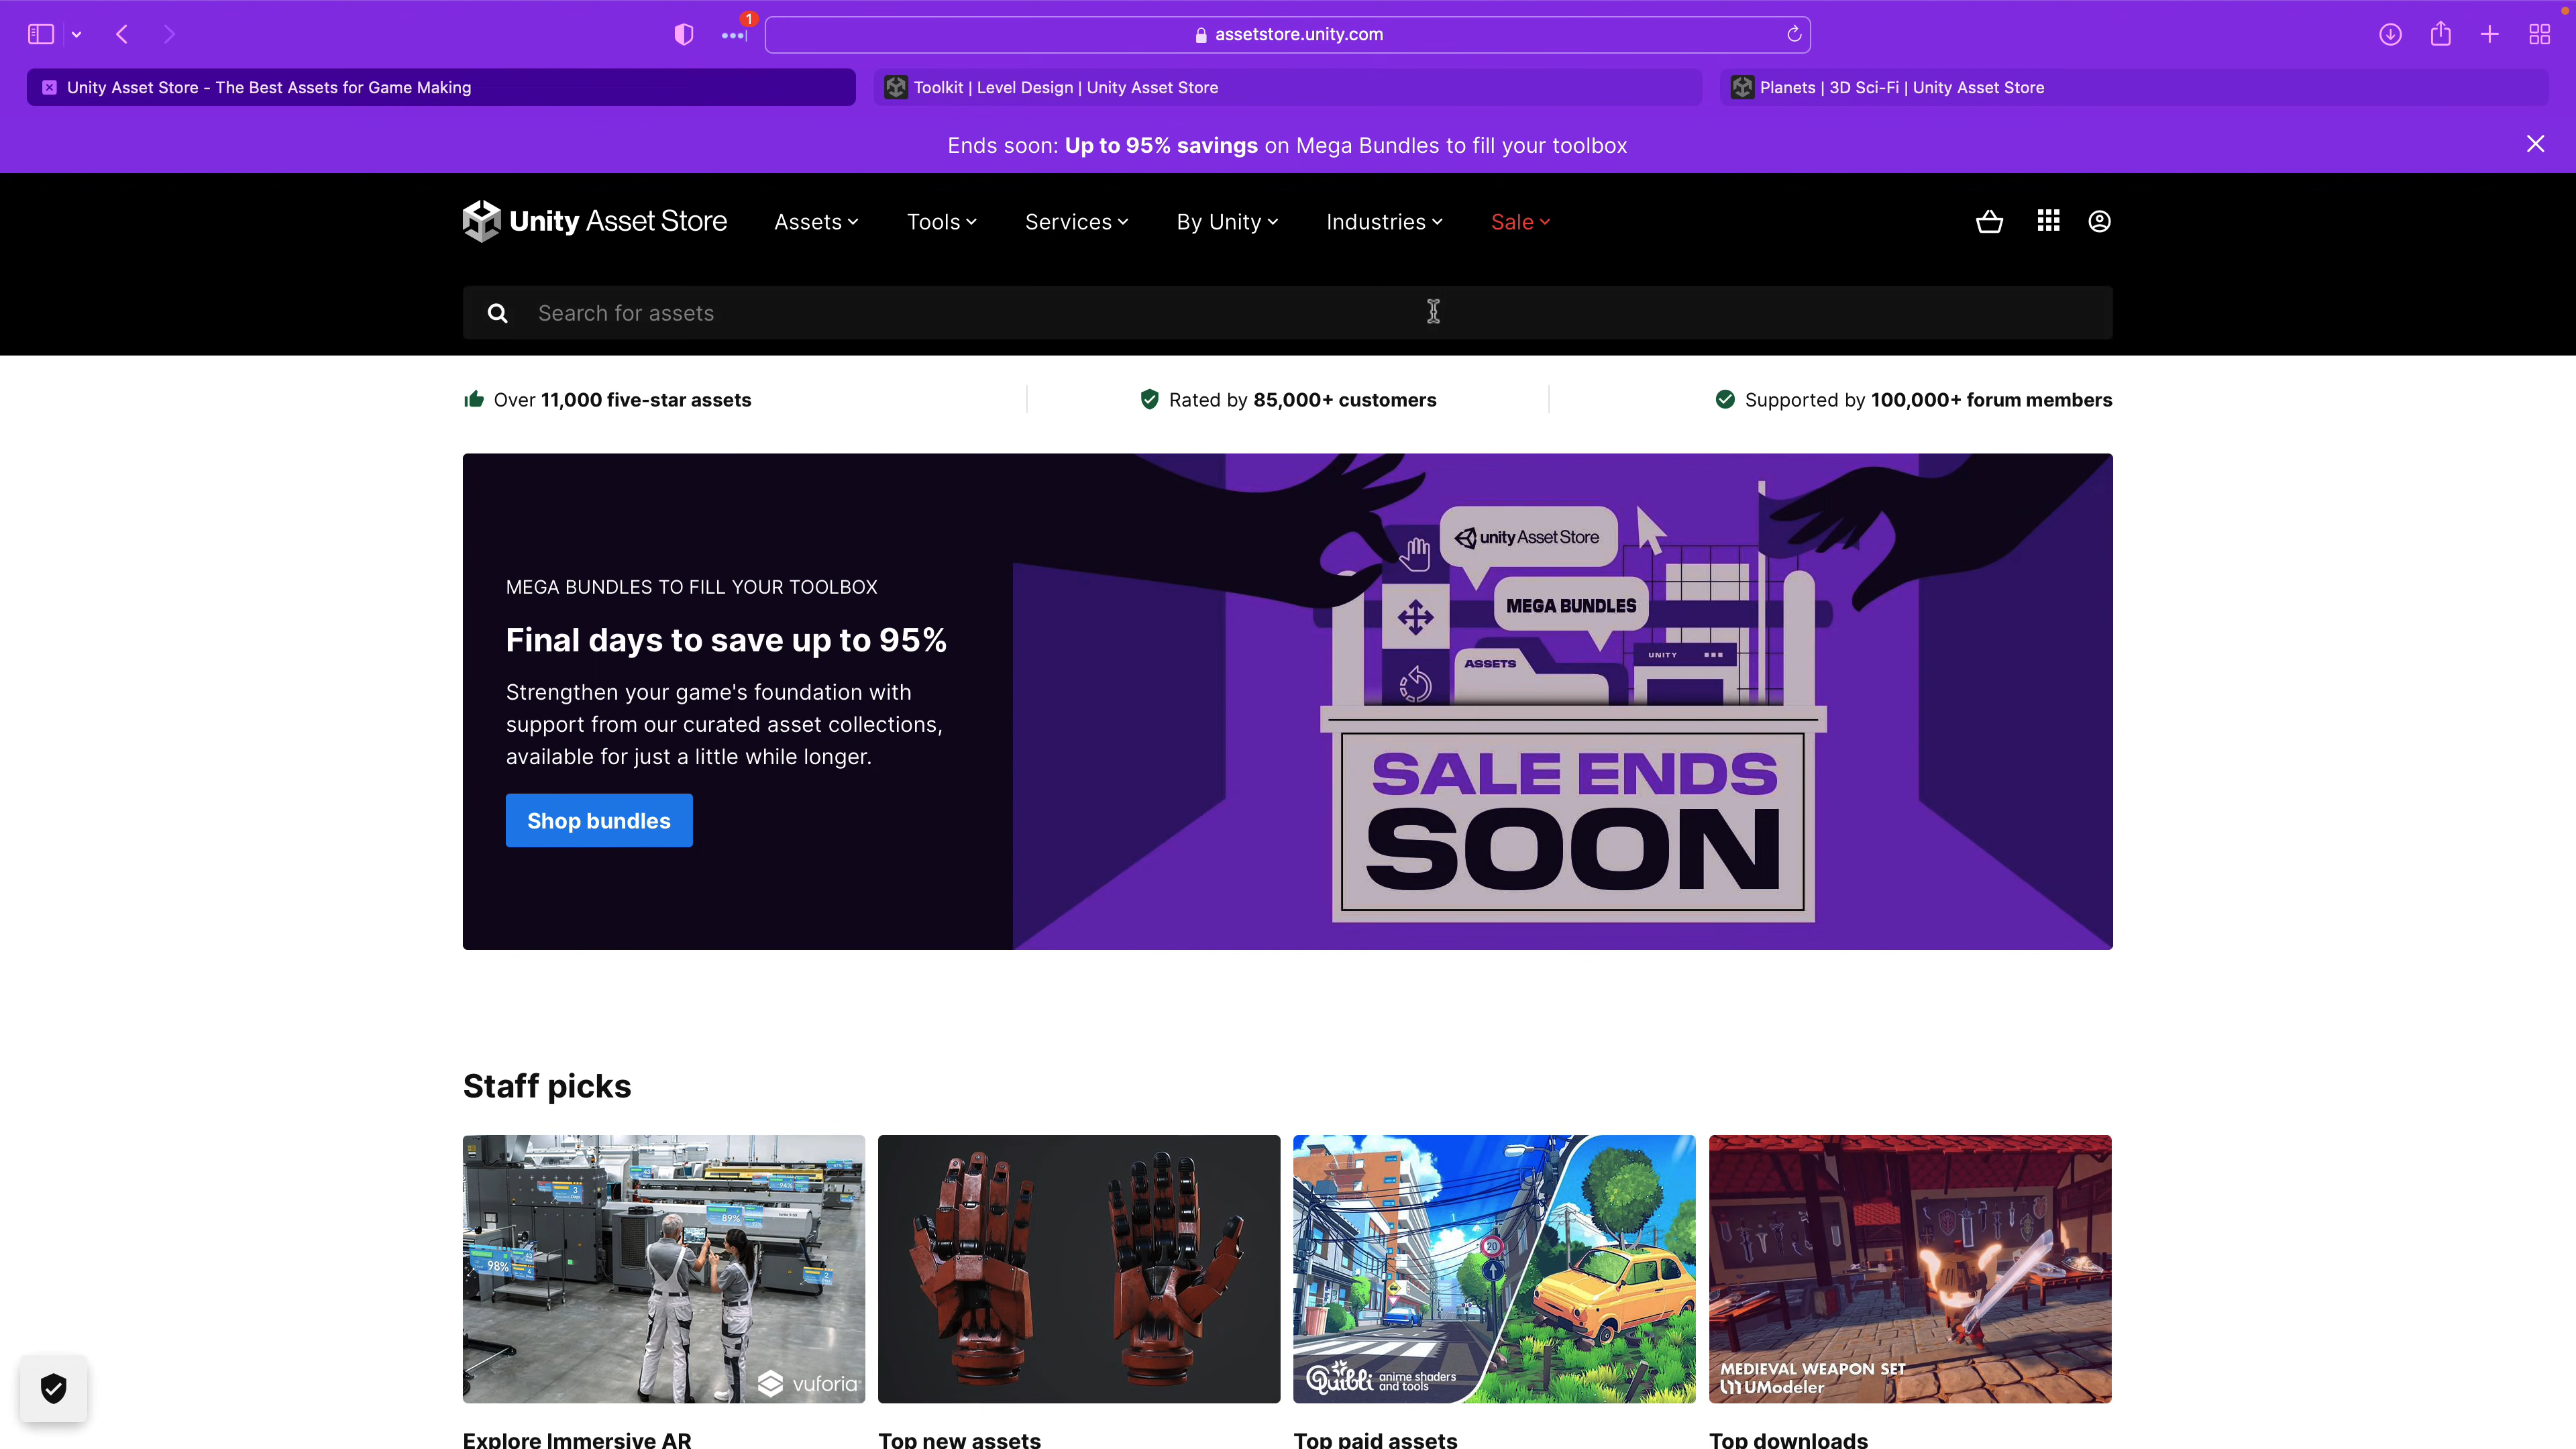 1
assetstore.unity.com
Unity Asset Store - The Best Assets for Game Making
Toolkit | Level Design | Unity Asset Store
Planets | 3D Sci-Fi | Unity Asset Store
Ends soon: Up to 95% savings on Mega Bundles to fill your toolbox
Unity Asset Store
Assets
Tools
Services
By Unity
Industries
Sale
Search for assets
Over 11,000 five-star assets
Rated by 85,000+ customers
Supported by 100,000+ forum members
MEGA BUNDLES TO FILL YOUR TOOLBOX
Final days to save up to 95%
Strengthen your game's foundation with
support from our curated asset collections,
available for just a little while longer.
Shop bundles
unity Asset Store
MEGA BUNDLES
UNITY
ASSETS
SALE ENDS
SOON
Staff picks
89%
94%
98%
vuforia
20
Quibli anime shaders
and tools
MEDIEVAL WEAPON SET
UModeler
Explore Immersive AR
Top new assets
Top paid assets
Top downloads